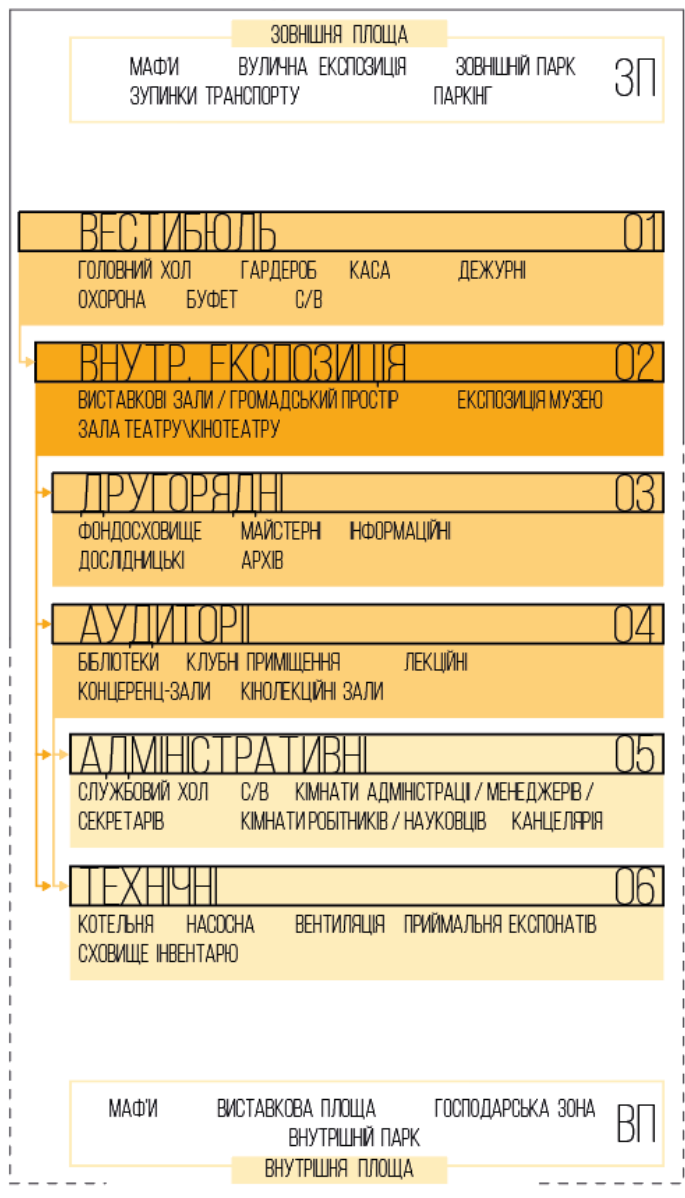 ЗОВНІШНЯ ПЛОЩА
МАФИ ВУЛИЧНА ЕКСПОЗИЦІЯ ЗОВНІШНІЙ ПАРК
ЗУПИНКИ ТРАНСПОРТУ ПАРКІНГ
ЗП
ВЕСТИБЮЛЬ 01
ГОЛОВНИЙ ХОЛ ГАРДЕРОБ КАСА ДЕЖУРНІ
ОХОРОНА БУФЕТ С/В
ВНУТР. ЕКСПОЗИЦІЯ 02
ВИСТАВКОВІ ЗАЛИ / ГРОМАДСЬКИЙ ПРОСТІР ЕКСПОЗИЦІЯ МУЗЕЮ
ЗАЛА ТЕАТРУ\КІНОТЕАТРУ
ДРУГОРЯДНІ 03
ФОНДОСХОВИЩЕ МАЙСТЕРНІ ІНФОРМАЦІЙНІ
ДОСЛІДНИЦЬКІ АРХІВ
АУДИТОРІЇ 04
БІБЛІОТЕКИ КЛУБНІ ПРИМІЩЕННЯ ЛЕКЦІЙНІ
КОНЦЕРЕНЦ-ЗАЛИ КІНОЛЕКЦІЙНІ ЗАЛИ
АДМІНІСТРАТИВНІ 05
СЛУЖБОВИЙ ХОЛ С/В КІМНАТИ АДМІНІСТРАЦІЇ / МЕНЕДЖЕРІВ /
СЕКРЕТАРІВ КІМНАТИ РОБІТНИКІВ / НАУКОВЦІВ КАНЦЕЛЯРІЯ
ТЕХНІЧНІ 06
КОТЕЛЬНЯ НАСОСНА ВЕНТИЛЯЦІЯ ПРИЙМАЛЬНЯ ЕКСПОНАТІВ
СХОВИЩЕ ІНВЕНТАРЮ
МАФ'И ВИСТАВКОВА ПЛОЩА ГОСПОДАРСЬКА ЗОНА
ВНУТРІШНІЙ ПАРК
ВП
ВНУТРІШНЯ ПЛОЩА